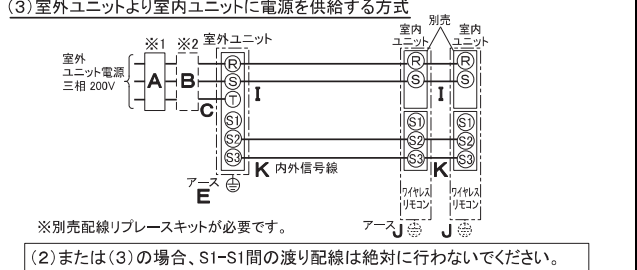 (3)室外ユニットより室内ユニットに電源を供給する方式
※1 ※2 室外ユニット
別売
室内
ユニット
室内
ユニット
室外
ユニット電源
三相 200V
A
B
C
R
S
T
S1
S2
S3
I
K 内外信号線
アース
E
R
S
S1
S2
S3
I
K
R
S
S1
S2
S3
ワイヤレス
リモコン
ワイヤレス
リモコン
アース J
J
※別売配線リプレースキットが必要です。
(2)または(3)の場合、S1-S1間の渡り配線は絶対に行わないでください。